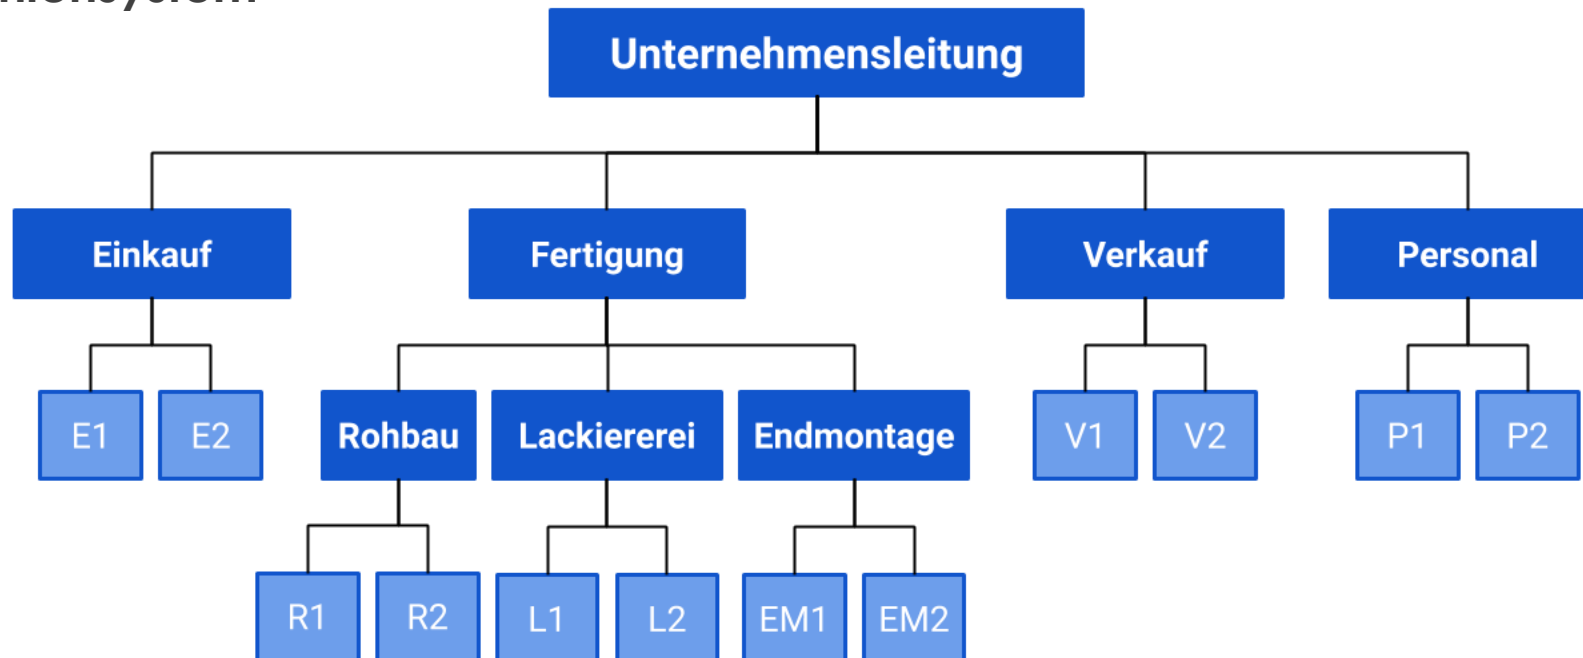 Unternehmensleitung
Einkauf
Fertigung
Verkauf
Personal
E1
E2
Rohbau
Lackiererei
Endmontage
V1
V2
P1
P2
R1
R2
L1
L2
EM1
EM2